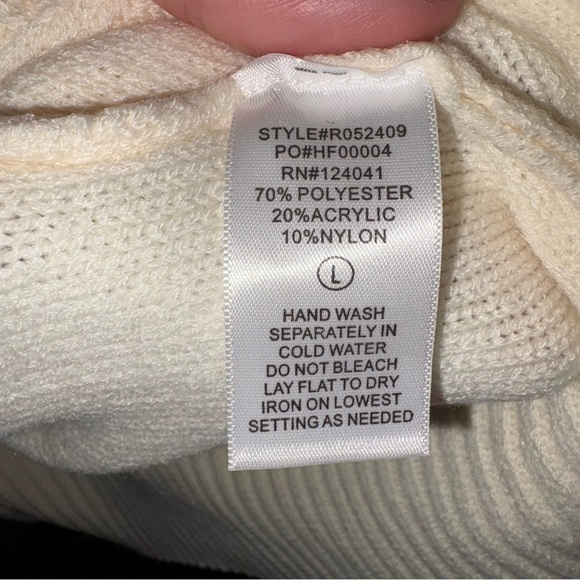 STYLE#R052409
PO#HF00004
RN#124041
70% POLYESTER
20%ACRYLIC
10%NYLON
L
HAND WASH
SEPARATELY IN
COLD WATER
DO NOT BLEACH
LAY FLAT TO DRY
IRON ON LOWEST
SETTING AS NEEDED